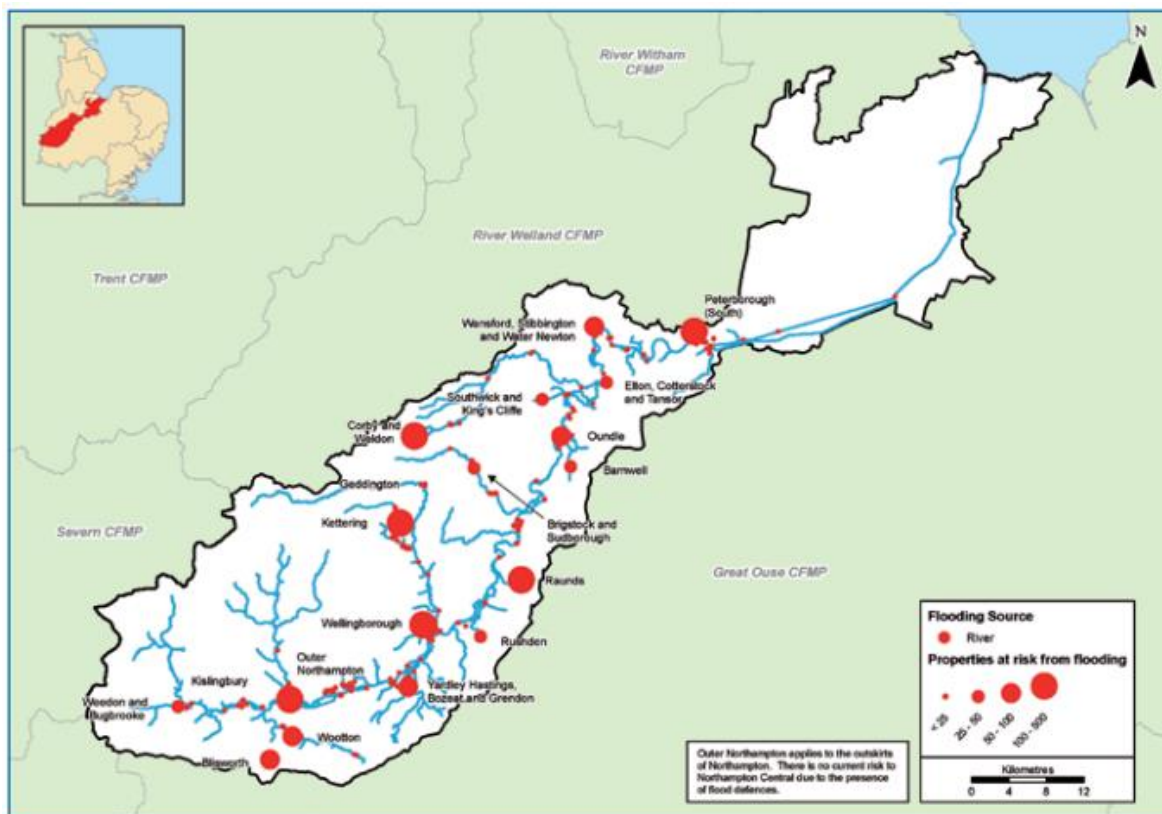 River Witham
CFMP
N
River Welland CFMP
Trent CFMP
Peterborough
(South)
Wansford, Stibbington
and Water Newton
Elton, Cotterstock
and Tansor
Southwick and
King's Cliffe
Corby and
Weldon
Oundle
Barnwell
Geddington
Kettering
Brigstock and
Sudborough
Severn CFMP
Great Ouse CFMP
Raunds
Wellingborough
Rushden
Outer
Northampton
Kislingbury
Yardley Hastings,
Bozeat and Grendon
Weedon and
Bugbrooke
Wootton
Blisworth
Flooding Source
River
Properties at risk from flooding
< 25
25 - 50
50 - 100
100 - 500
Outer Northampton applies to the outskirts
of Northampton. There is no current risk to
Northampton Central due to the presence
of flood defences.
Kilometres
0 4 8 12